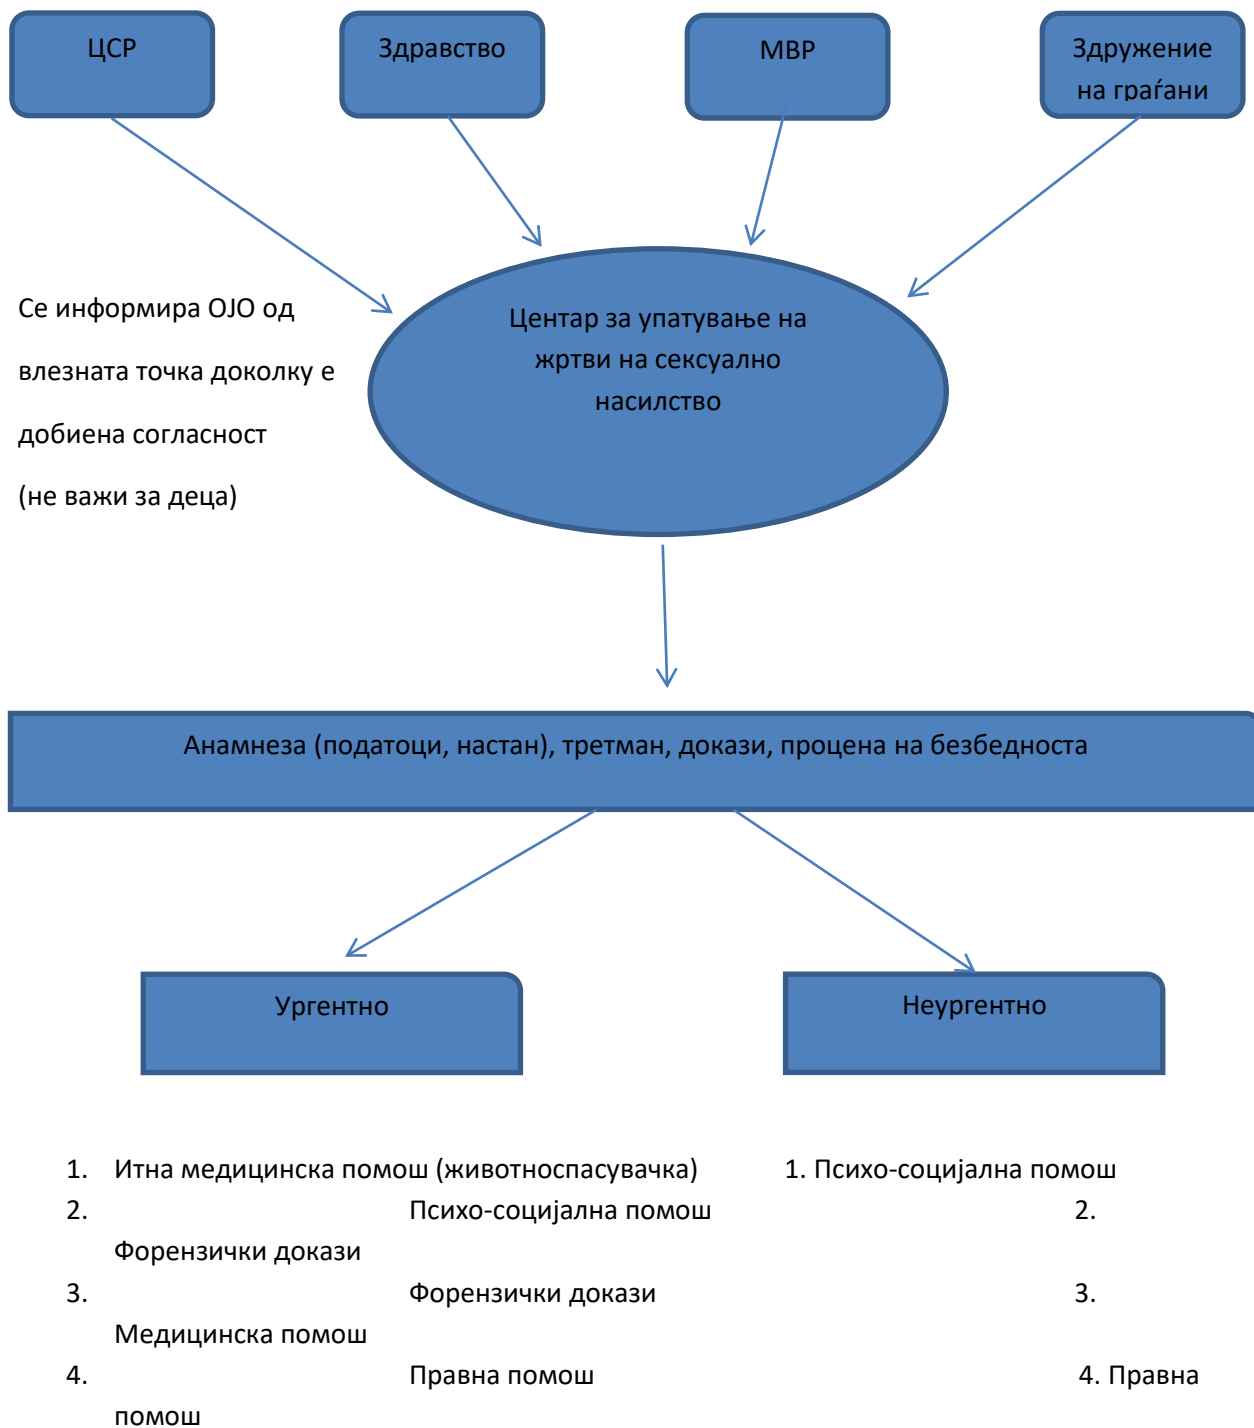 ЦСР
Здравство
МВР
Здружение
на граѓани
Се информира ОЈО од
влезната точка доколку е
добиена согласност
(не важи за деца)
Центар за упатување на
жртви на сексуално
насилство
Анамнеза (податоци, настан), третман, докази, процена на безбедноста
Ургентно
Неургентно
1. Итна медицинска помош (животноспасувачка) 1. Психо-социјална помош
2. Психо-социјална помош 2.
Форензички докази
3. Форензички докази 3.
Медицинска помош
4. Правна помош 4. Правна
помош